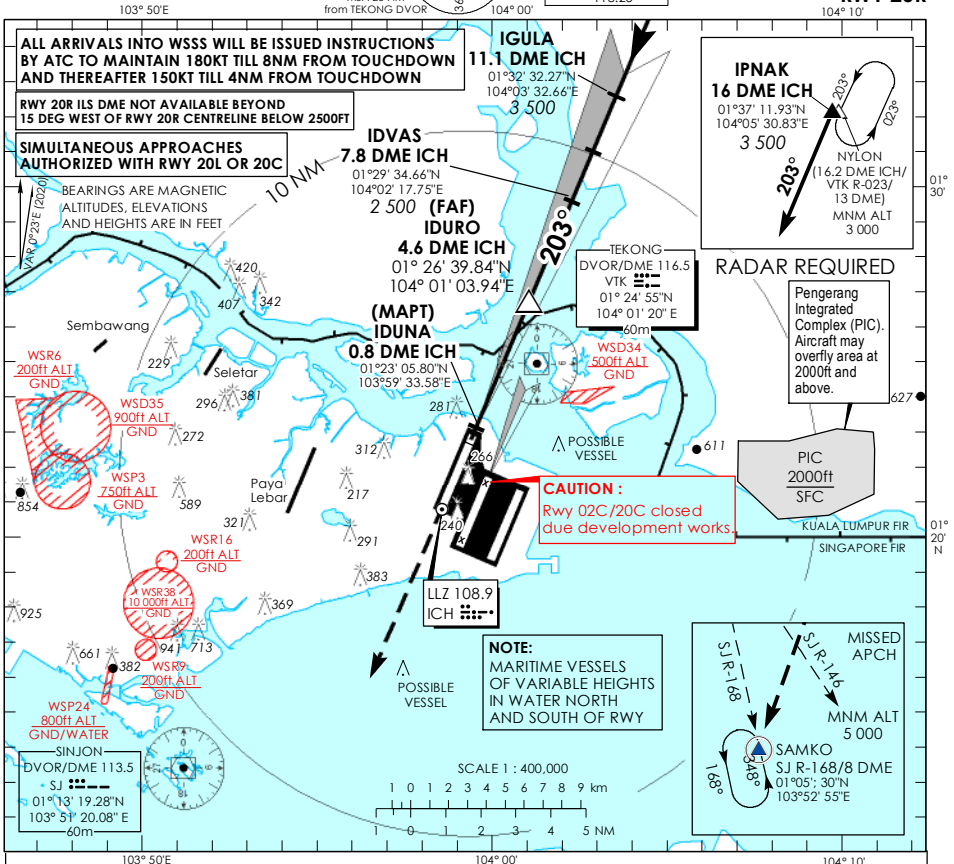 103° 50'E
from TEKONG DVOR
104° 00'
104° 10'
ALL ARRIVALS INTO WSSS WILL BE ISSUED INSTRUCTIONS
BY ATC TO MAINTAIN 180KT TILL 8NM FROM TOUCHDOWN
AND THEREAFTER 150KT TILL 4NM FROM TOUCHDOWN
RWY 20R ILS DME NOT AVAILABLE BEYOND
15 DEG WEST OF RWY 20R CENTRELINE BELOW 2500FT
SIMULTANEOUS APPROACHES
AUTHORIZED WITH RWY 20L OR 20C
VAR 0°23'E (2020)
BEARINGS ARE MAGNETIC
ALTITUDES, ELEVATIONS
AND HEIGHTS ARE IN FEET
10 NM
IGULA
11.1 DME ICH
01°32' 32.27"N
104°03' 32.66"E
3 500
IDVAS
7.8 DME ICH
01°29' 34.66"N
104°02' 17.75"E
2 500
(FAF)
IDURO
4.6 DME ICH
01° 26' 39.84"N
104° 01' 03.94"E
(MAPT)
IDUNA
0.8 DME ICH
01°23' 05.80"N
103°59' 33.58"E
203°
IPNAK
16 DME ICH
01°37' 11.93"N
104°05' 30.83"E
3 500
203°
023°
203°
NYLON
(16.2 DME ICH/
VTK R-023/
13 DME)
MNM ALT
3 000
01°
30'
TEKONG
DVOR/DME 116.5
VTK
01° 24' 55"N
104° 01' 20" E
60m
RADAR REQUIRED
Pengerang
Integrated
Complex (PIC).
Aircraft may
overfly area at
2000ft and
above.
PIC
2000ft
SFC
627
611
KUALA LUMPUR FIR
SINGAPORE FIR
01°
20'
N
WSD34
500ft ALT
GND
POSSIBLE
VESSEL
CAUTION :
Rwy 02C/20C closed
due development works.
420
407
342
Sembawang
229
Seletar
296
381
281
272
312
266
WSR6
200ft ALT
GND
WSD35
900ft ALT
GND
WSP3
750ft ALT
GND
854
589
Paya
Lebar
217
321
291
240
WSR16
200ft ALT
GND
383
WSR38
10 000ft ALT
GND
369
925
941
713
661
382
WSR9
200ft ALT
GND
WSP24
800ft ALT
GND/WATER
LLZ 108.9
ICH
POSSIBLE
VESSEL
NOTE:
MARITIME VESSELS
OF VARIABLE HEIGHTS
IN WATER NORTH
AND SOUTH OF RWY
SINJON
DVOR/DME 113.5
SJ
01° 13' 19.28"N
103° 51' 20.08" E
60m
SCALE 1 : 400,000
1 0 1 2 3 4 5 6 7 8 9 km
1 0 1 2 3 4 5 NM
MISSED
APCH
SJ R-168
SJ R-146
MNM ALT
5 000
SAMKO
SJ R-168/8 DME
01°05'; 30"N
103°52' 55"E
168°
348°
103° 50'E
104° 00'
104° 10'